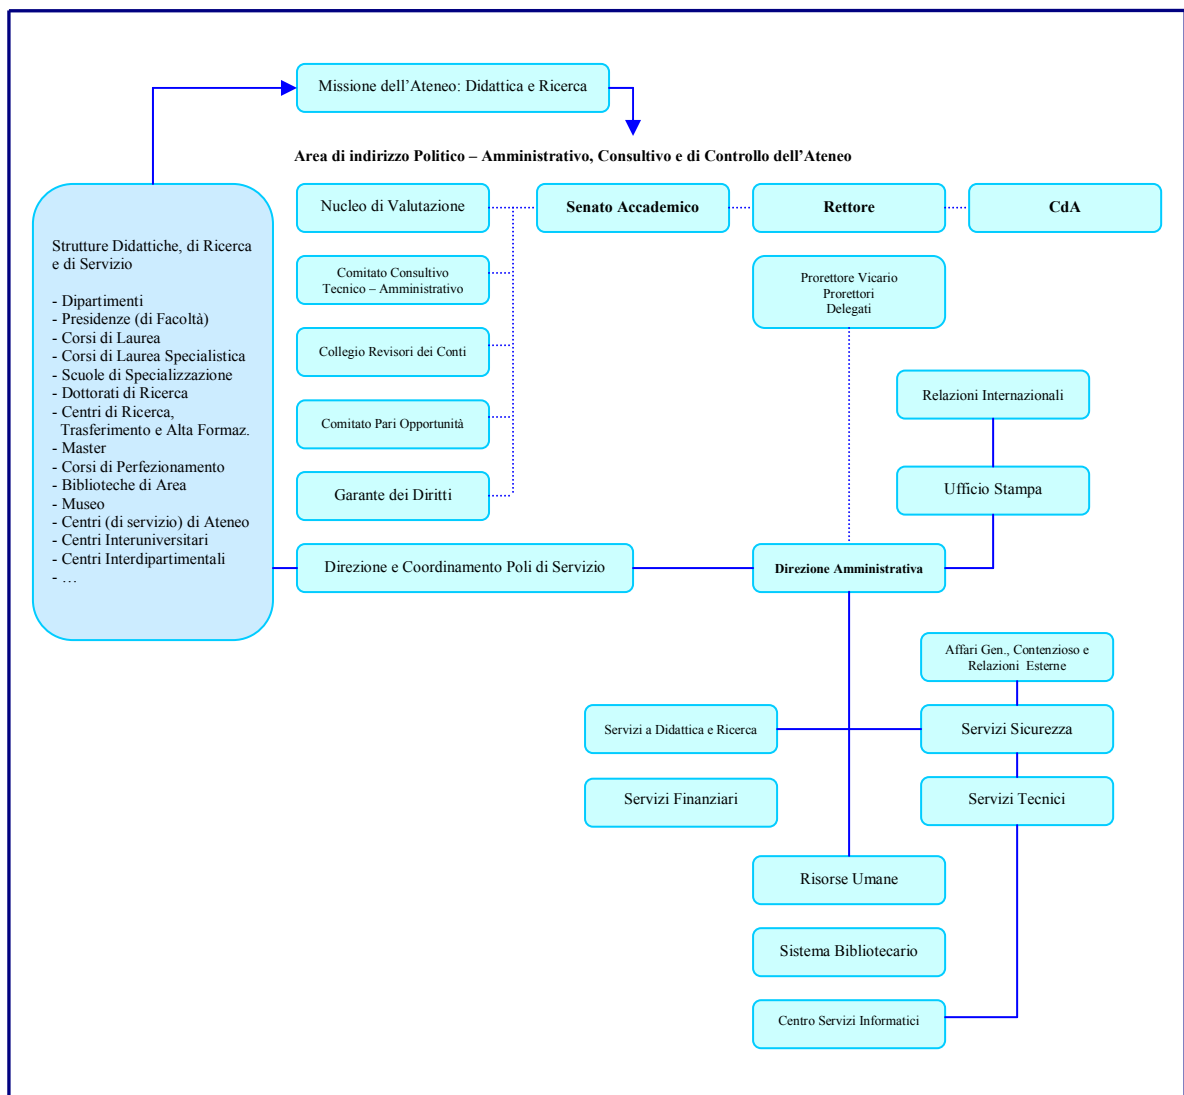 Missione dell'Ateneo: Didattica e Ricerca
Area di indirizzo Politico – Amministrativo, Consultivo e di Controllo dell'Ateneo
Nucleo di Valutazione
Senato Accademico
Rettore
CdA
Strutture Didattiche, di Ricerca
e di Servizio
- Dipartimenti
- Presidenze (di Facoltà)
- Corsi di Laurea
- Corsi di Laurea Specialistica
- Scuole di Specializzazione
- Dottorati di Ricerca
- Centri di Ricerca,
Trasferimento e Alta Formaz.
- Master
- Corsi di Perfezionamento
- Biblioteche di Area
- Museo
- Centri (di servizio) di Ateneo
- Centri Interuniversitari
- Centri Interdipartimentali
- …
Comitato Consultivo
Tecnico – Amministrativo
Prorettore Vicario
Prorettori
Delegati
Collegio Revisori dei Conti
Relazioni Internazionali
Comitato Pari Opportunità
Ufficio Stampa
Garante dei Diritti
Direzione e Coordinamento Poli di Servizio
Direzione Amministrativa
Affari Gen., Contenzioso e
Relazioni Esterne
Servizi a Didattica e Ricerca
Servizi Sicurezza
Servizi Finanziari
Servizi Tecnici
Risorse Umane
Sistema Bibliotecario
Centro Servizi Informatici